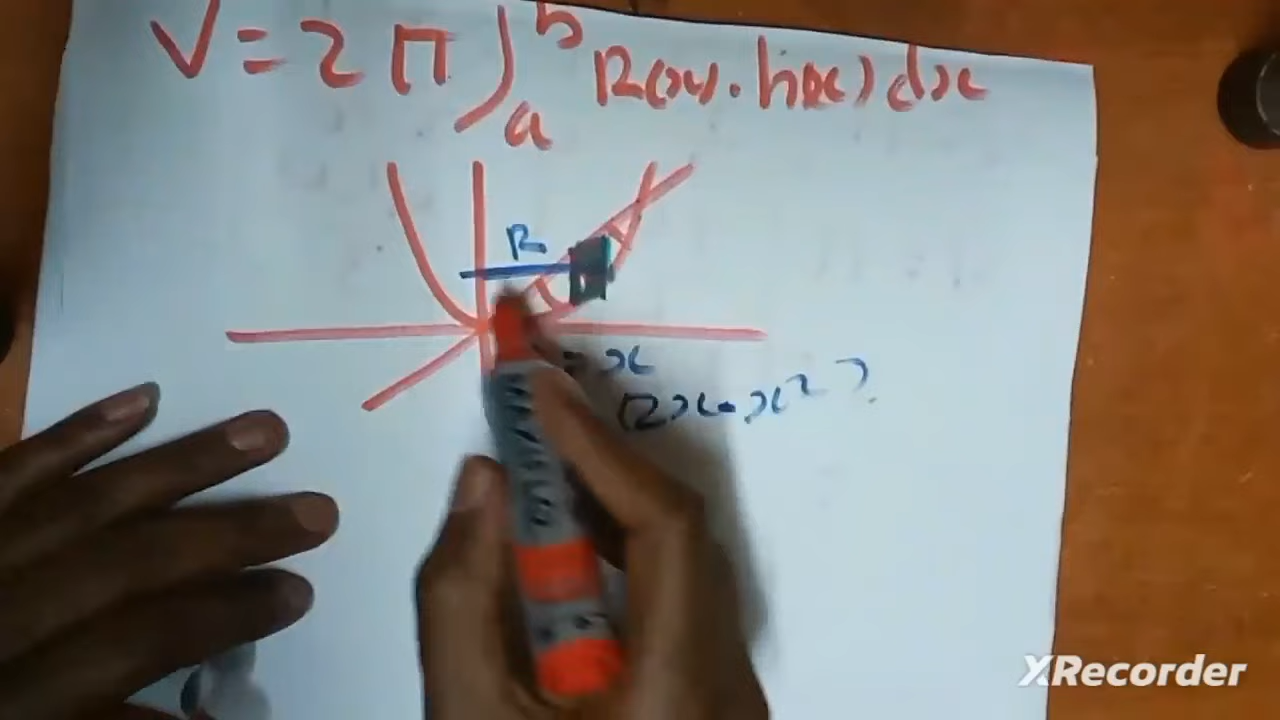 V = 2π∫ₐᵇ R(x).h(x)dx
R
= x
(2x-x²).
XRecorder